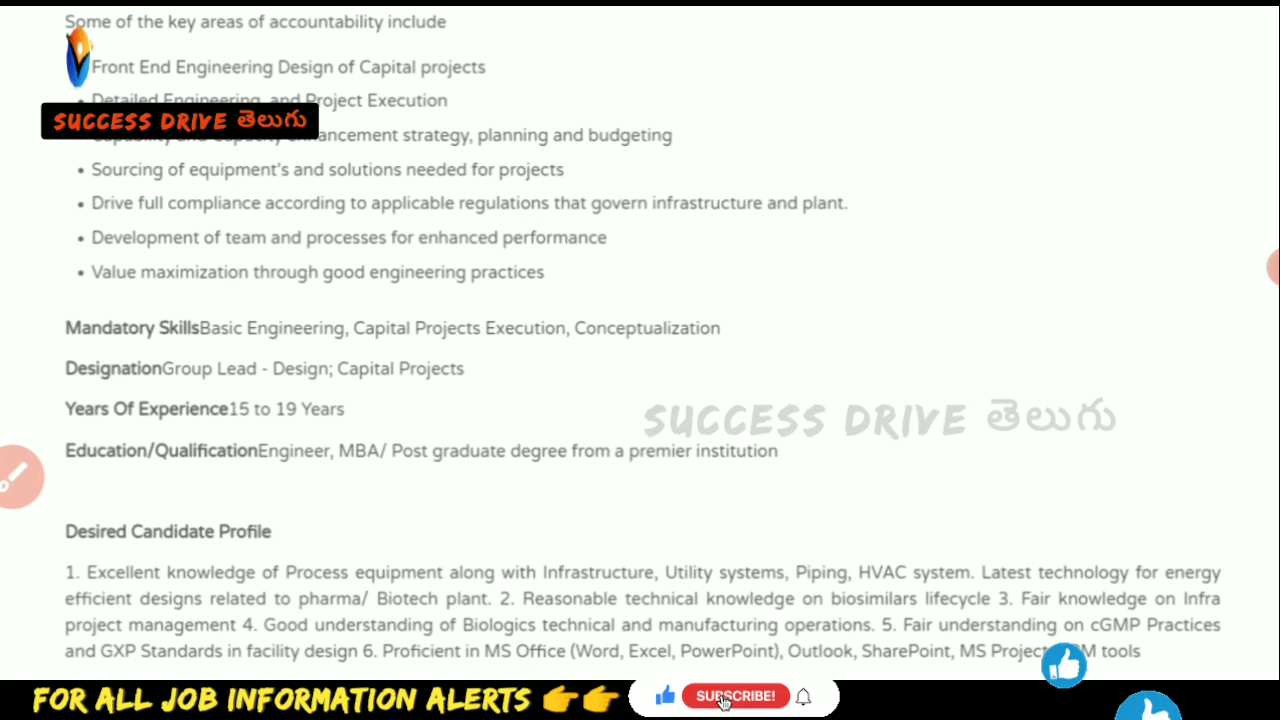 Some of the key areas of accountability include
• Front End Engineering Design of Capital projects
• Detailed Engineering and Project Execution
SUCCESS DRIVE తెలుగు
enhancement strategy, planning and budgeting
• Sourcing of equipment's and solutions needed for projects
• Drive full compliance according to applicable regulations that govern infrastructure and plant.
• Development of team and processes for enhanced performance
• Value maximization through good engineering practices
Mandatory SkillsBasic Engineering, Capital Projects Execution, Conceptualization
DesignationGroup Lead - Design; Capital Projects
Years Of Experience15 to 19 Years
SUCCESS DRIVE తెలుగు
Education/QualificationEngineer, MBA/ Post graduate degree from a premier institution
Desired Candidate Profile
1. Excellent knowledge of Process equipment along with Infrastructure, Utility systems, Piping, HVAC system. Latest technology for energy
efficient designs related to pharma/ Biotech plant. 2. Reasonable technical knowledge on biosimilars lifecycle 3. Fair knowledge on Infra
project management 4. Good understanding of Biologics technical and manufacturing operations. 5. Fair understanding on cGMP Practices
and GXP Standards in facility design 6. Proficient in MS Office (Word, Excel, PowerPoint), Outlook, SharePoint, MS Project tools
FOR ALL JOB INFORMATION ALERTS
SUBSCRIBE!